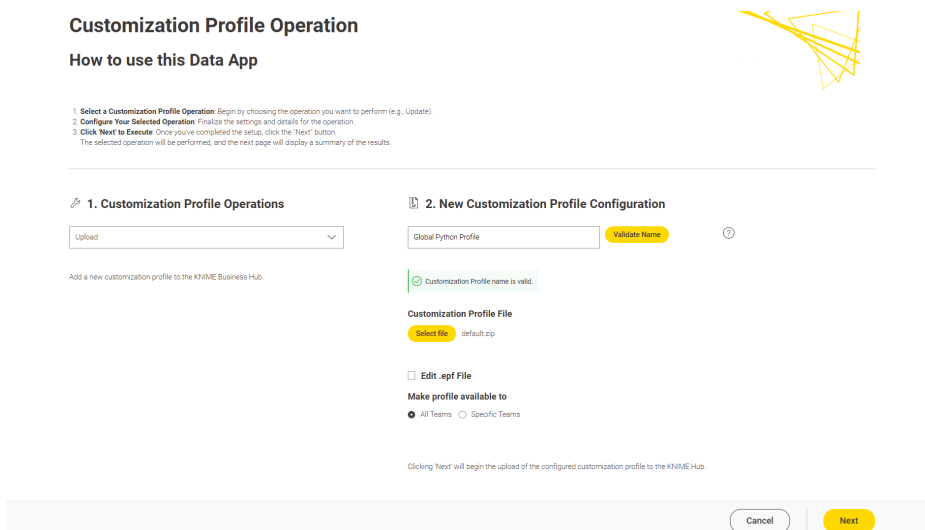 Customization Profile Operation
How to use this Data App
1. Select a Customization Profile Operation: Begin by choosing the operation you want to perform (e.g., Update).
2. Configure Your Selected Operation: Finalize the settings and details for the operation.
3. Click 'Next' to Execute: Once you've completed the setup, click the "Next" button.
The selected operation will be performed, and the next page will display a summary of the results.
1. Customization Profile Operations
Upload
Add a new customization profile to the KNIME Business Hub.
2. New Customization Profile Configuration
Global Python Profile
Validate Name
?
Customization Profile name is valid.
Customization Profile File
Select file default.zip
Edit .epf File
Make profile available to
All Teams Specific Teams
Clicking 'Next' will begin the upload of the configured customization profile to the KNIME Hub.
Cancel Next